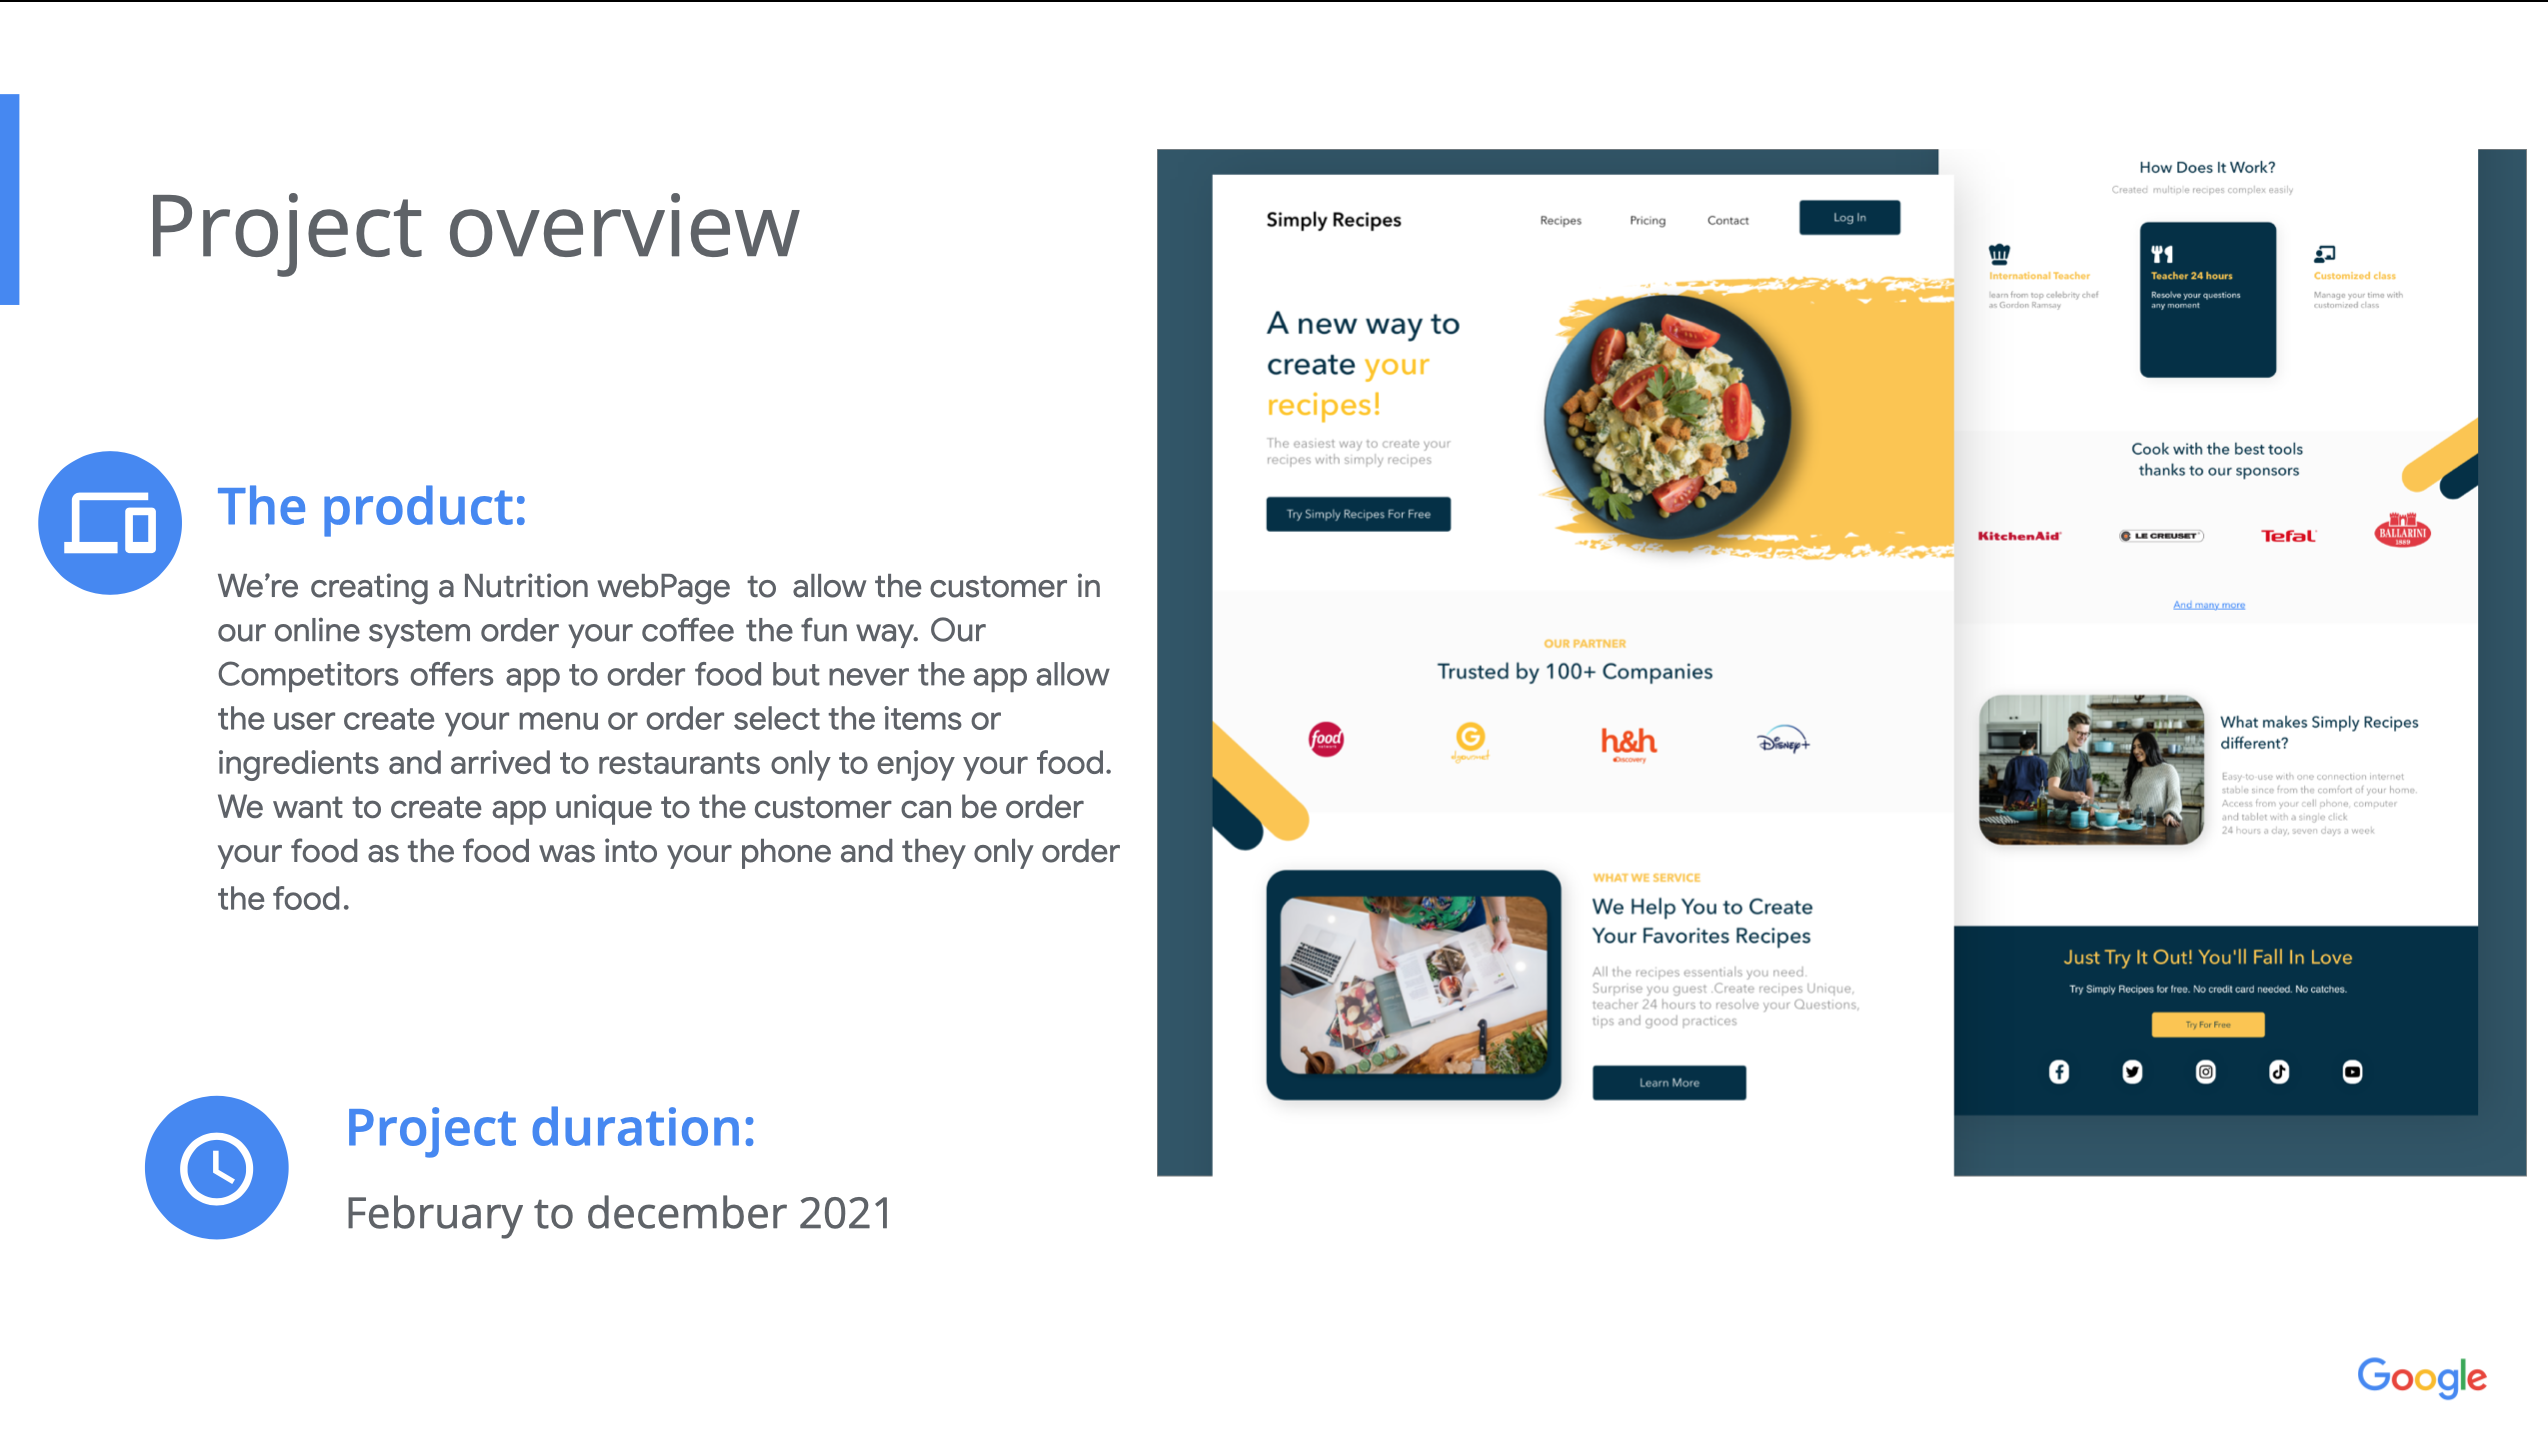 Project overview
The product:
We're creating a Nutrition webPage to allow the customer in
our online system order your coffee the fun way. Our
Competitors offers app to order food but never the app allow
the user create your menu or order select the items or
ingredients and arrived to restaurants only to enjoy your food.
We want to create app unique to the customer can be order
your food as the food was into your phone and they only order
the food.
Project duration:
February to december 2021
Simply Recipes
Recipes
Pricing
Contact
Log In
A new way to
create your
recipes!
The easiest way to create your
recipes with simply recipes
Try Simply Recipes For Free
OUR PARTNER
Trusted by 100+ Companies
food
G
elgourmet
h&h
Discovery
Disney+
WHAT WE SERVICE
We Help You to Create
Your Favorites Recipes
All the recipes essentials you need.
Surprise you guest .Create recipes Unique,
teacher 24 hours to resolve your Questions,
tips and good practices
Learn More
How Does It Work?
Created multiple recipes complex easily
International Teacher
learn from top celebrity chef
as Gordon Ramsay
Teacher 24 hours
Resolve your questions
any moment
Customized class
Manage your time with
customized class
Cook with the best tools
thanks to our sponsors
KitchenAid
LE CREUSET
Tefal
BALLARINI
1889
And many more
What makes Simply Recipes
different?
Easy-to-use with one connection internet
stable since from the comfort of your home.
Access from your cell phone, computer
and tablet with a single click
24 hours a day, seven days a week
Just Try It Out! You'll Fall In Love
Try Simply Recipes for free. No credit card needed. No catches.
Try For Free
Google